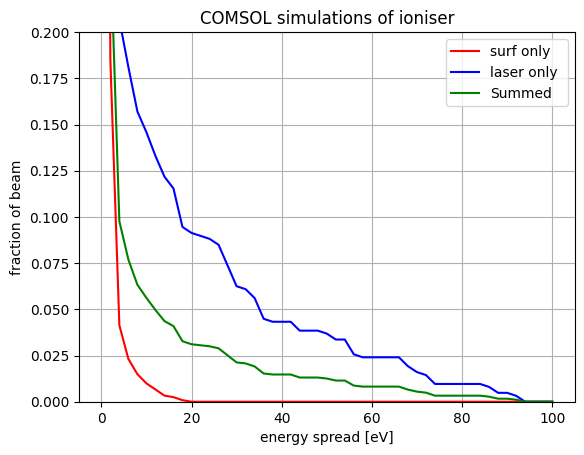 COMSOL simulations of ioniser
surf only
laser only
Summed
fraction of beam
0.200
0.175
0.150
0.125
0.100
0.075
0.050
0.025
0.000
0 20 40 60 80 100
energy spread [eV]